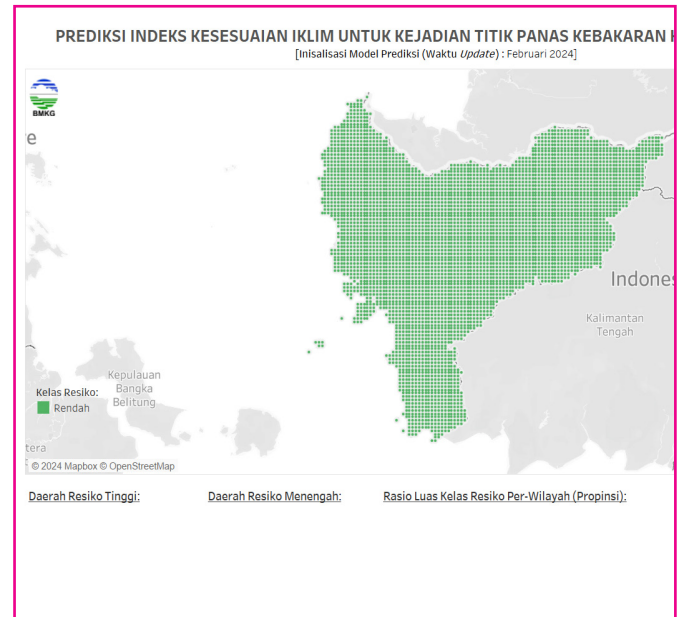 PREDIKSI INDEKS KESESUAIAN IKLIM UNTUK KEJADIAN TITIK PANAS KEBAKARAN
[Inisalisasi Model Prediksi (Waktu Update) : Februari 2024]
BMKG
e
Indones
Kalimantan
Tengah
Kepulauan
Bangka
Belitung
Kelas Resiko:
Rendah
tera
© 2024 Mapbox © OpenStreetMap
Daerah Resiko Tinggi: Daerah Resiko Menengah: Rasio Luas Kelas Resiko Per-Wilayah (Propinsi):